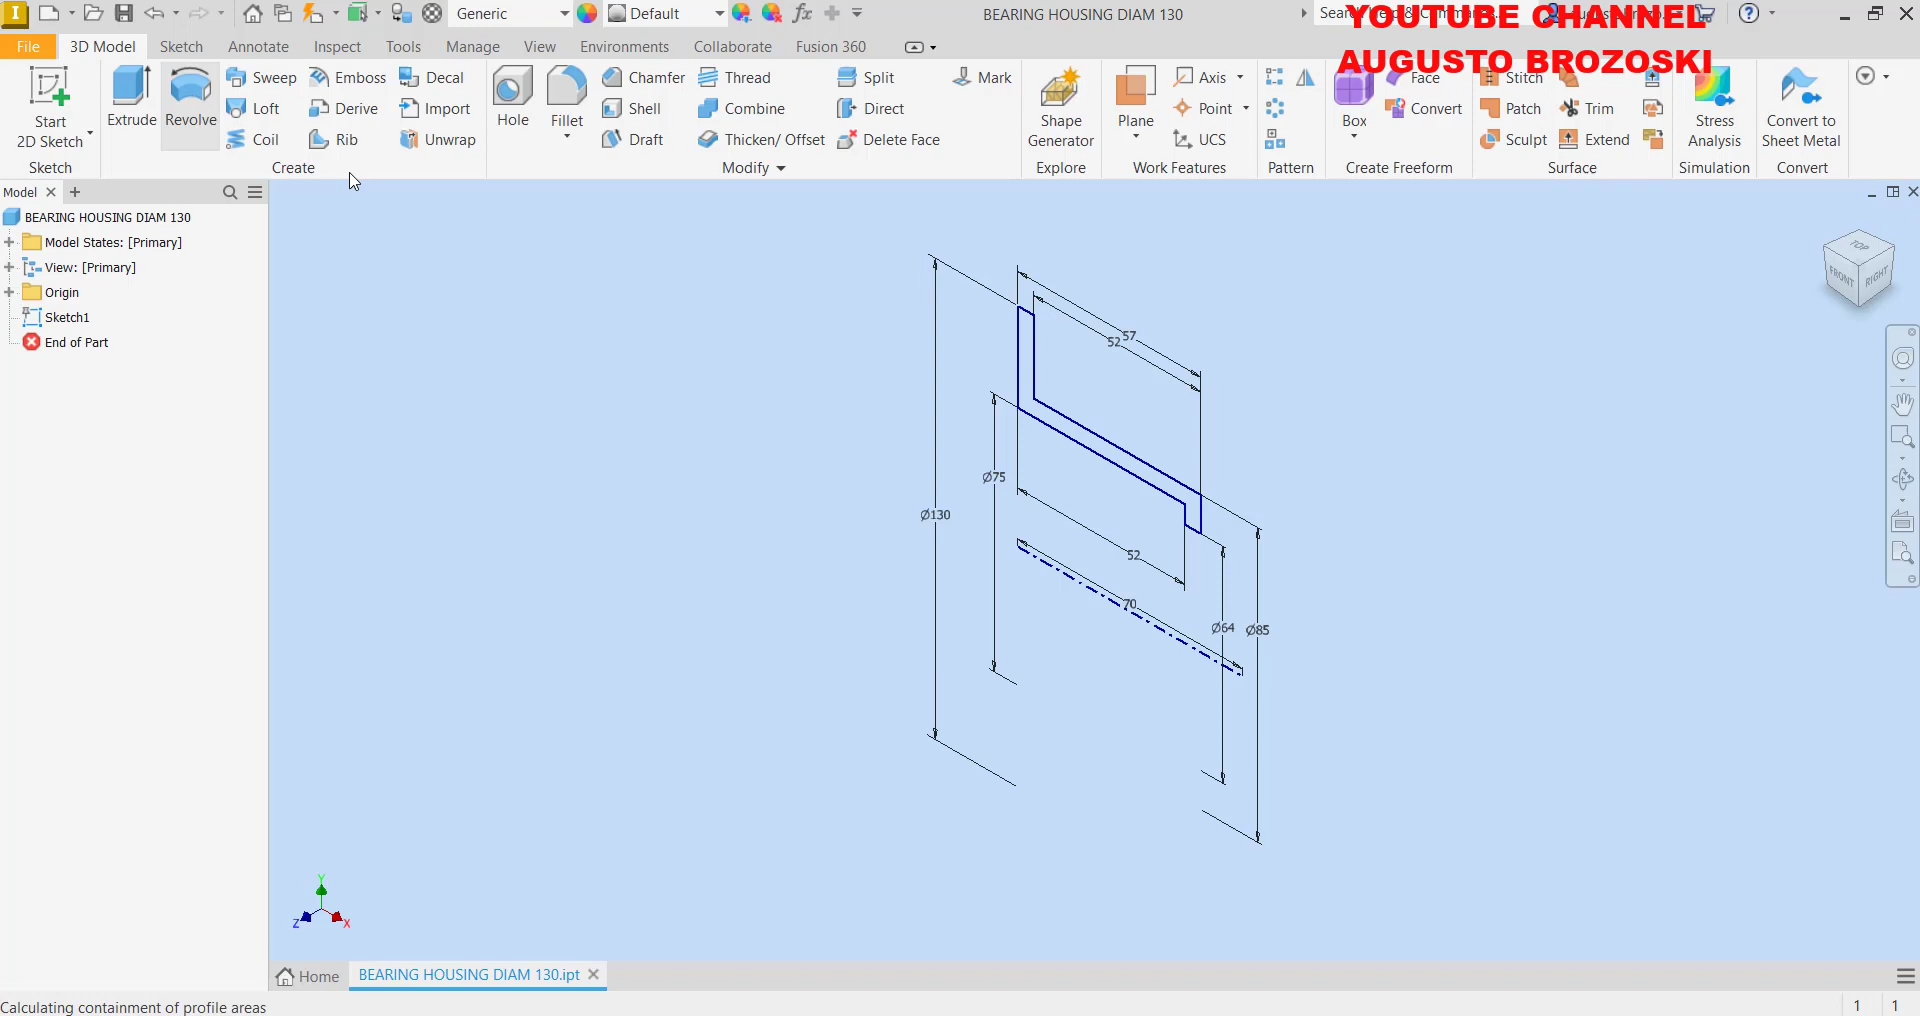 Generic
Default
BEARING HOUSING DIAM 130
YOUTUBE CHANNEL
AUGUSTO BROZOSKI
File
3D Model
Sketch
Annotate
Inspect
Tools
Manage
View
Environments
Collaborate
Fusion 360
Start
2D Sketch
Sketch
Extrude
Revolve
Sweep
Loft
Coil
Emboss
Derive
Rib
Decal
Import
Unwrap
Create
Hole
Fillet
Chamfer
Shell
Draft
Thread
Combine
Thicken/ Offset
Split
Direct
Delete Face
Mark
Modify
Shape
Generator
Explore
Plane
Axis
Point
UCS
Work Features
Pattern
Box
Face
Convert
Create Freeform
Stitch
Patch
Sculpt
Trim
Extend
Surface
Stress
Analysis
Simulation
Convert to
Sheet Metal
Convert
Model
BEARING HOUSING DIAM 130
Model States: [Primary]
View: [Primary]
Origin
Sketch1
End of Part
TOP
FRONT
RIGHT
57
52
Ø75
Ø130
52
70
Ø64
Ø85
Y
Z
X
Home
BEARING HOUSING DIAM 130.ipt
Calculating containment of profile areas
1
1